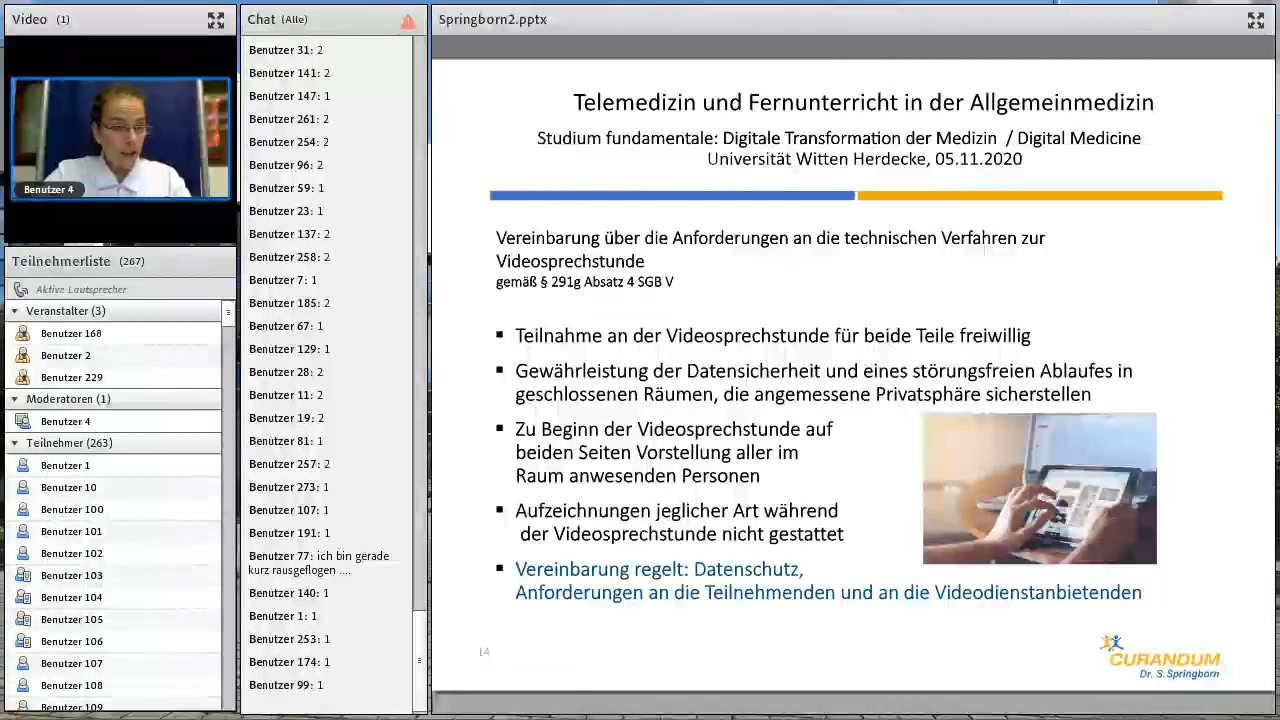 Video (1)
Benutzer 4
Teilnehmerliste (267)
Aktive Lautsprecher
Veranstalter (3)
Benutzer 168
Benutzer 2
Benutzer 229
Moderatoren (1)
Benutzer 4
Teilnehmer (263)
Benutzer 1
Benutzer 10
Benutzer 100
Benutzer 101
Benutzer 102
Benutzer 103
Benutzer 104
Benutzer 105
Benutzer 106
Benutzer 107
Benutzer 108
Benutzer 109
Chat (Alle)
Benutzer 31: 2
Benutzer 141: 2
Benutzer 147: 1
Benutzer 261: 2
Benutzer 254: 2
Benutzer 96: 2
Benutzer 59: 1
Benutzer 23: 1
Benutzer 137: 2
Benutzer 258: 2
Benutzer 7: 1
Benutzer 185: 2
Benutzer 67: 1
Benutzer 129: 1
Benutzer 28: 2
Benutzer 11: 2
Benutzer 19: 2
Benutzer 81: 1
Benutzer 257: 2
Benutzer 273: 1
Benutzer 107: 1
Benutzer 191: 1
Benutzer 77: ich bin gerade
kurz rausgeflogen ....
Benutzer 140: 1
Benutzer 1: 1
Benutzer 253: 1
Benutzer 174: 1
Benutzer 99: 1
Springborn2.pptx
Telemedizin und Fernunterricht in der Allgemeinmedizin
Studium fundamentale: Digitale Transformation der Medizin / Digital Medicine
Universität Witten Herdecke, 05.11.2020
Vereinbarung über die Anforderungen an die technischen Verfahren zur
Videosprechstunde
gemäß § 291g Absatz 4 SGB V
▪ Teilnahme an der Videosprechstunde für beide Teile freiwillig
▪ Gewährleistung der Datensicherheit und eines störungsfreien Ablaufes in
geschlossenen Räumen, die angemessene Privatsphäre sicherstellen
▪ Zu Beginn der Videosprechstunde auf
beiden Seiten Vorstellung aller im
Raum anwesenden Personen
▪ Aufzeichnungen jeglicher Art während
der Videosprechstunde nicht gestattet
▪ Vereinbarung regelt: Datenschutz,
Anforderungen an die Teilnehmenden und an die Videodienstanbietenden
14
CURANDUM
Dr. S. Springborn